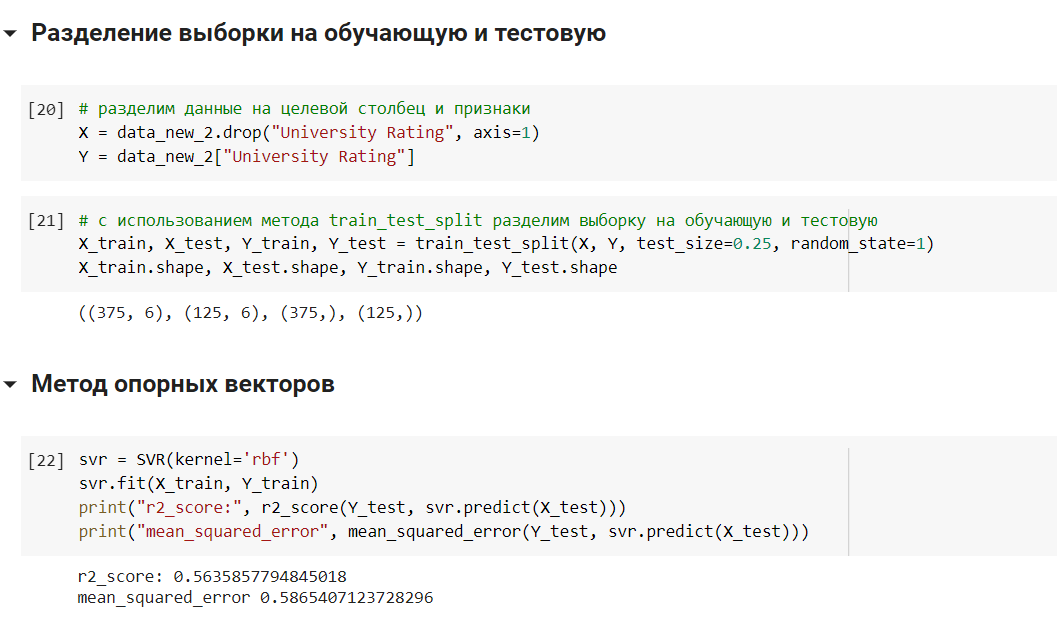 Разделение выборки на обучающую и тестовую
[20] # разделим данные на целевой столбец и признаки
X = data_new_2.drop("University Rating", axis=1)
Y = data_new_2["University Rating"]
[21] # с использованием метода train_test_split разделим выборку на обучающую и тестовую
X_train, X_test, Y_train, Y_test = train_test_split(X, Y, test_size=0.25, random_state=1)
X_train.shape, X_test.shape, Y_train.shape, Y_test.shape
((375, 6), (125, 6), (375,), (125,))
Метод опорных векторов
[22] svr = SVR(kernel='rbf')
svr.fit(X_train, Y_train)
print("r2_score:", r2_score(Y_test, svr.predict(X_test)))
print("mean_squared_error", mean_squared_error(Y_test, svr.predict(X_test)))
r2_score: 0.5635857794845018
mean_squared_error 0.5865407123728296